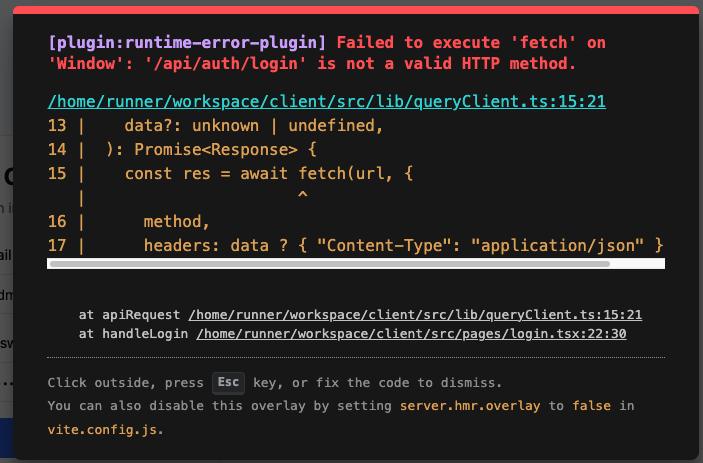 [plugin:runtime-error-plugin] Failed to execute 'fetch' on
'Window': '/api/auth/login' is not a valid HTTP method.
/home/runner/workspace/client/src/lib/queryClient.ts:15:21
13 |    data?: unknown | undefined,
14 |  ): Promise<Response> {
15 |    const res = await fetch(url, {
   |                      ^
16 |      method,
17 |      headers: data ? { "Content-Type": "application/json" }
at apiRequest /home/runner/workspace/client/src/lib/queryClient.ts:15:21
at handleLogin /home/runner/workspace/client/src/pages/login.tsx:22:30
Click outside, press Esc key, or fix the code to dismiss.
You can also disable this overlay by setting server.hmr.overlay to false in
vite.config.js.